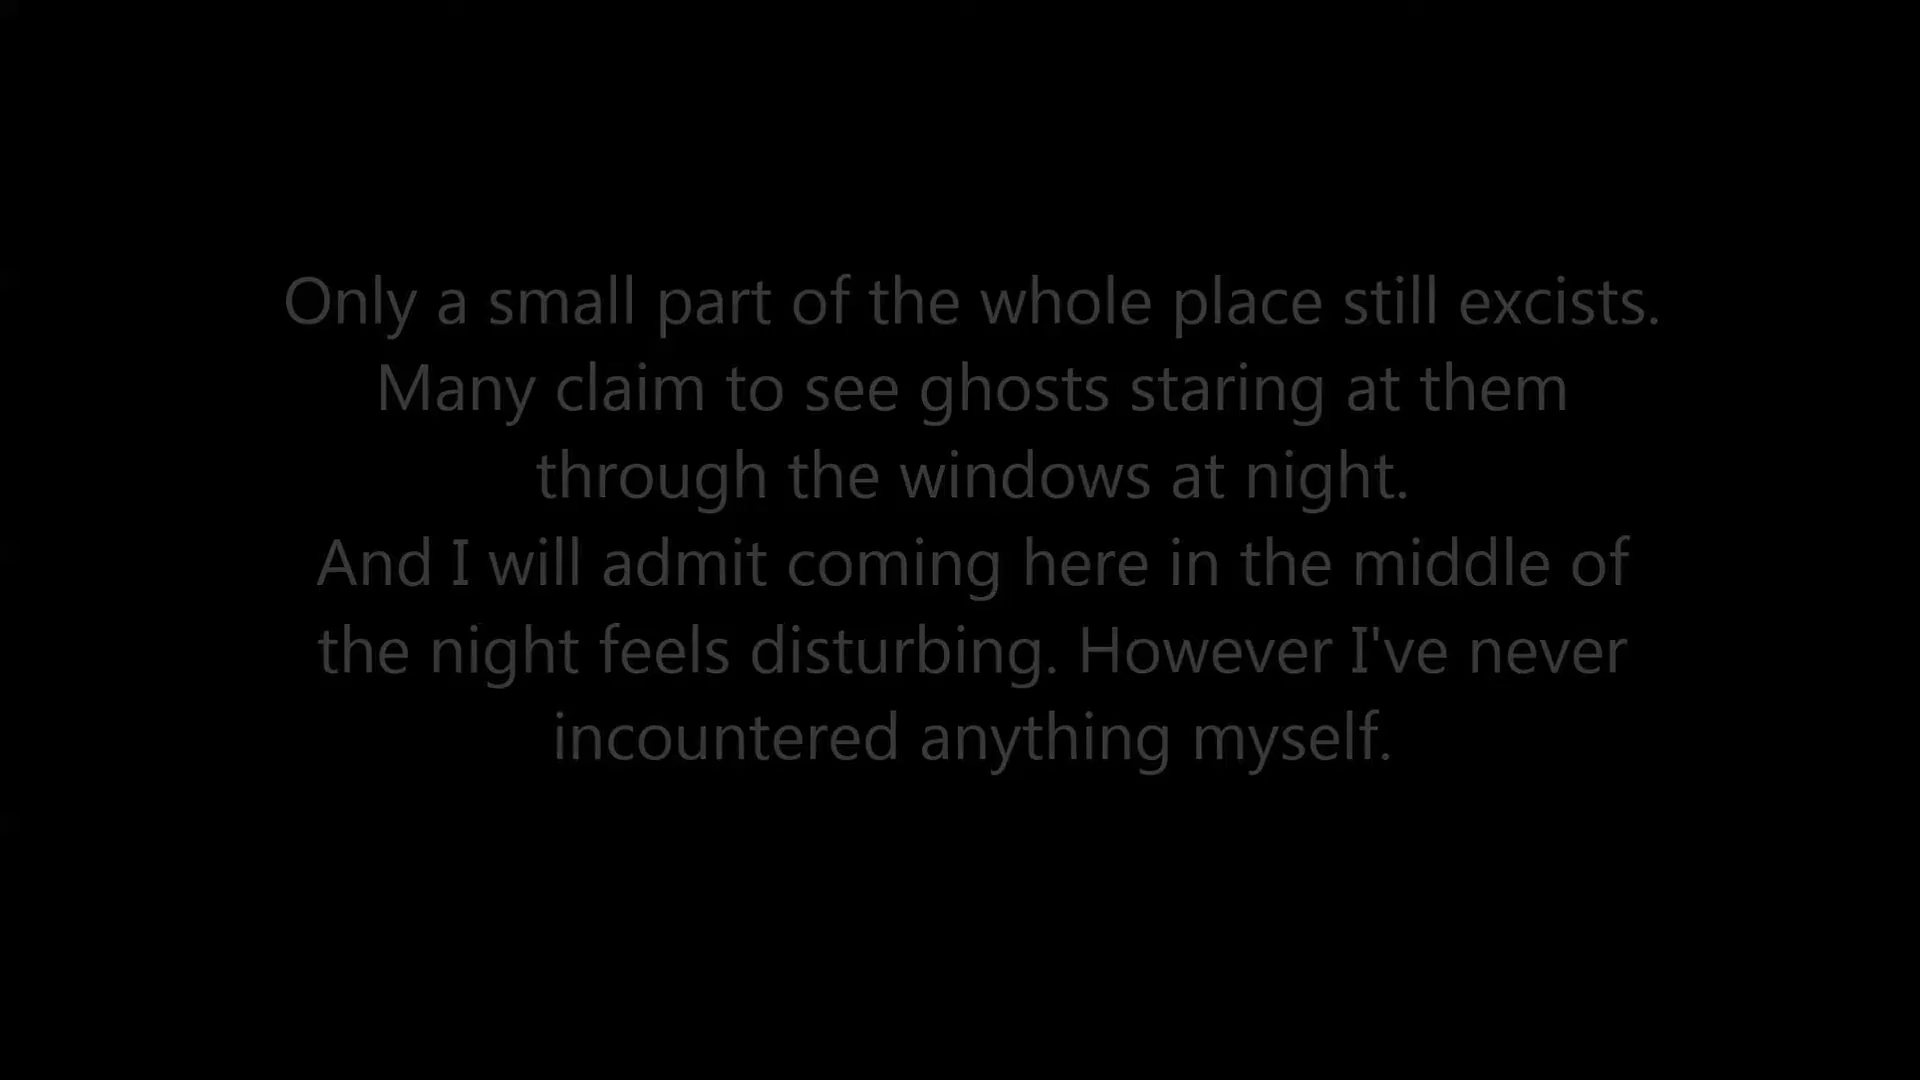 Only a small part of the whole place still excists.
Many claim to see ghosts staring at them
through the windows at night.
And I will admit coming here in the middle of
the night feels disturbing. However I've never
incountered anything myself.